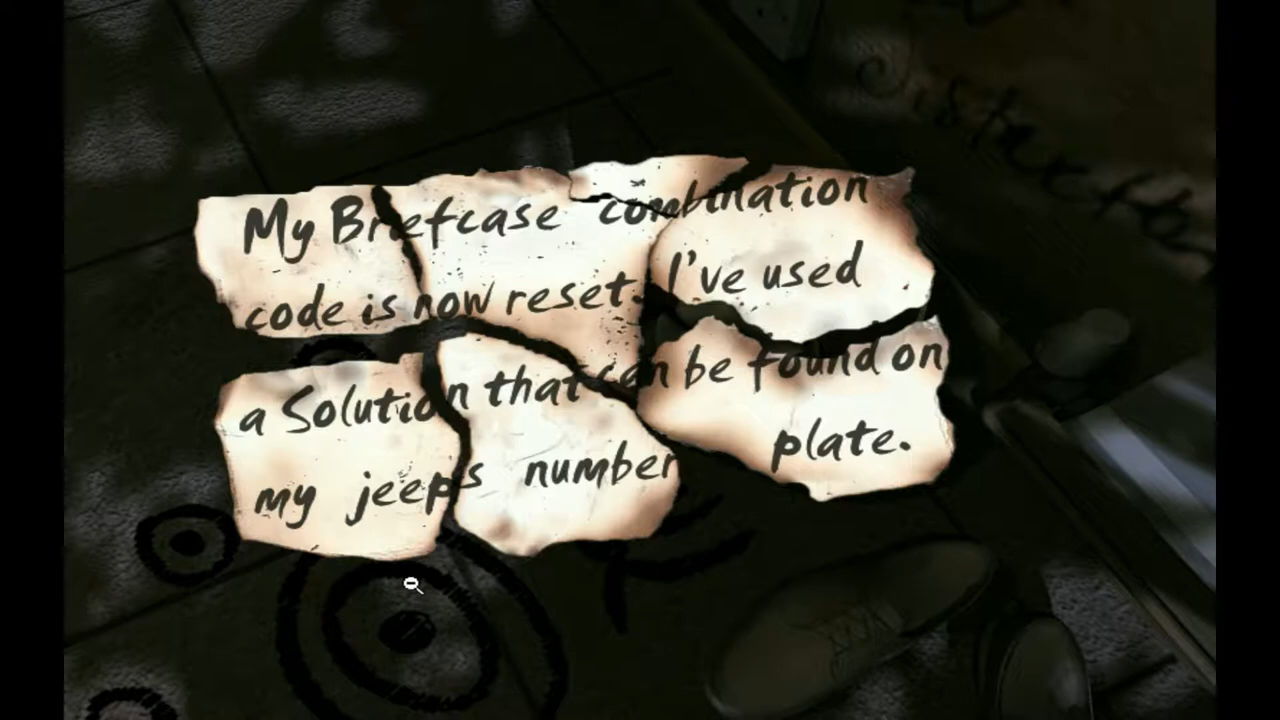 My Briefcase combination
code is now reset. I've used
a Solution that can be found on
my jeeps number plate.